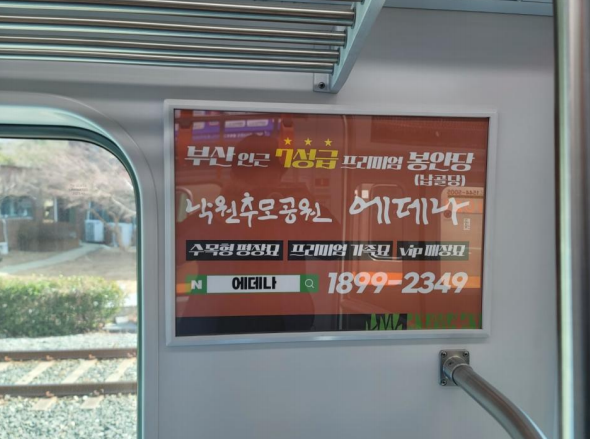 부산 인근 7성급 프리미엄 봉안당
(납골당)
낙원추모공원 에데나
수목형 평장묘 프리미엄 가족묘 vip 매장묘
N 에데나
1899-2349